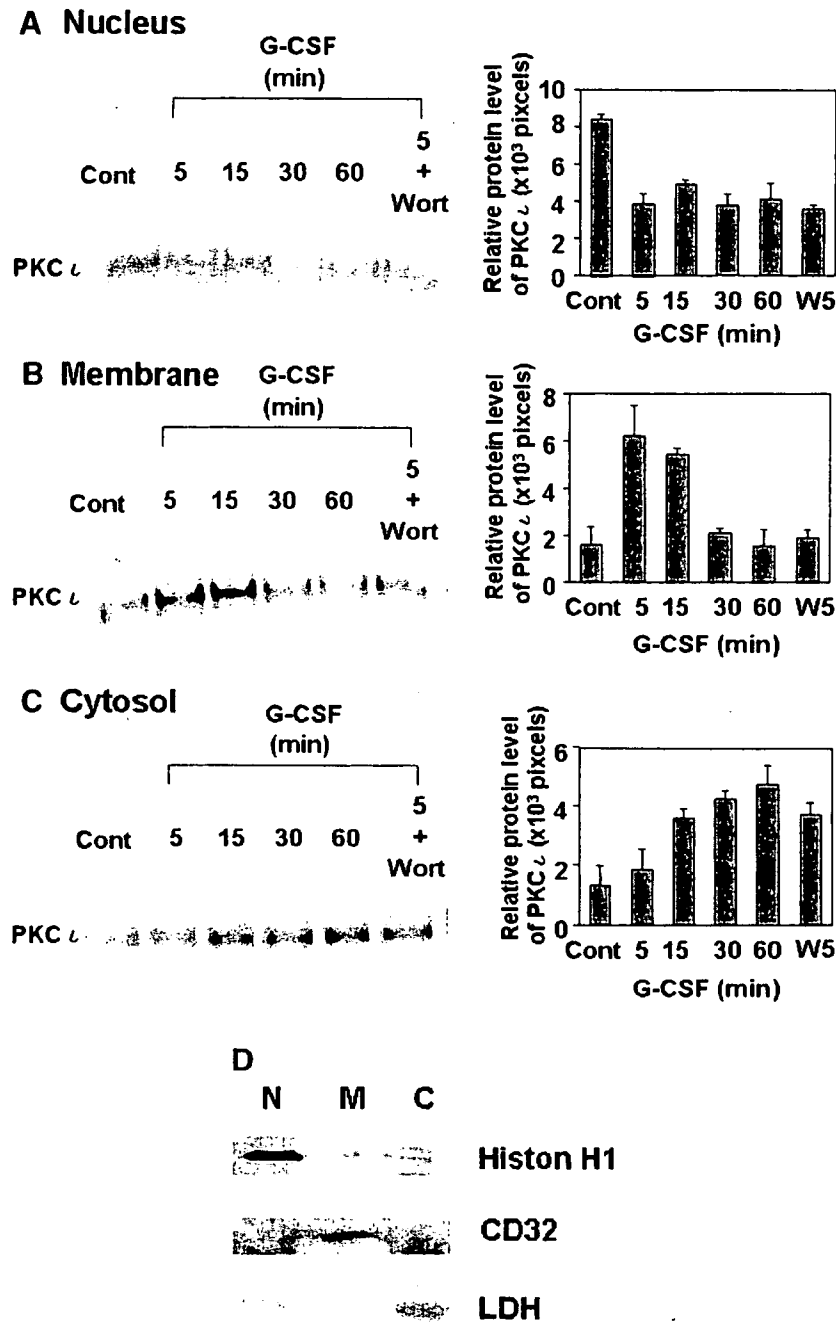 A Nucleus
G-CSF
(min)
Cont 5 15 30 60 5
+
Wort
PKC ι
Relative protein level
of PKC ι (x10³ pixcels)
10
8
6
4
2
0
Cont 5 15 30 60 W5
G-CSF (min)
B Membrane
G-CSF
(min)
Cont 5 15 30 60 5
+
Wort
PKC ι
Relative protein level
of PKC ι (x10³ pixcels)
8
6
4
2
0
Cont 5 15 30 60 W5
G-CSF (min)
C Cytosol
G-CSF
(min)
Cont 5 15 30 60 5
+
Wort
PKC ι
Relative protein level
of PKC ι (x10³ pixcels)
6
4
2
0
Cont 5 15 30 60 W5
G-CSF (min)
D
N M C
Histon H1
CD32
LDH